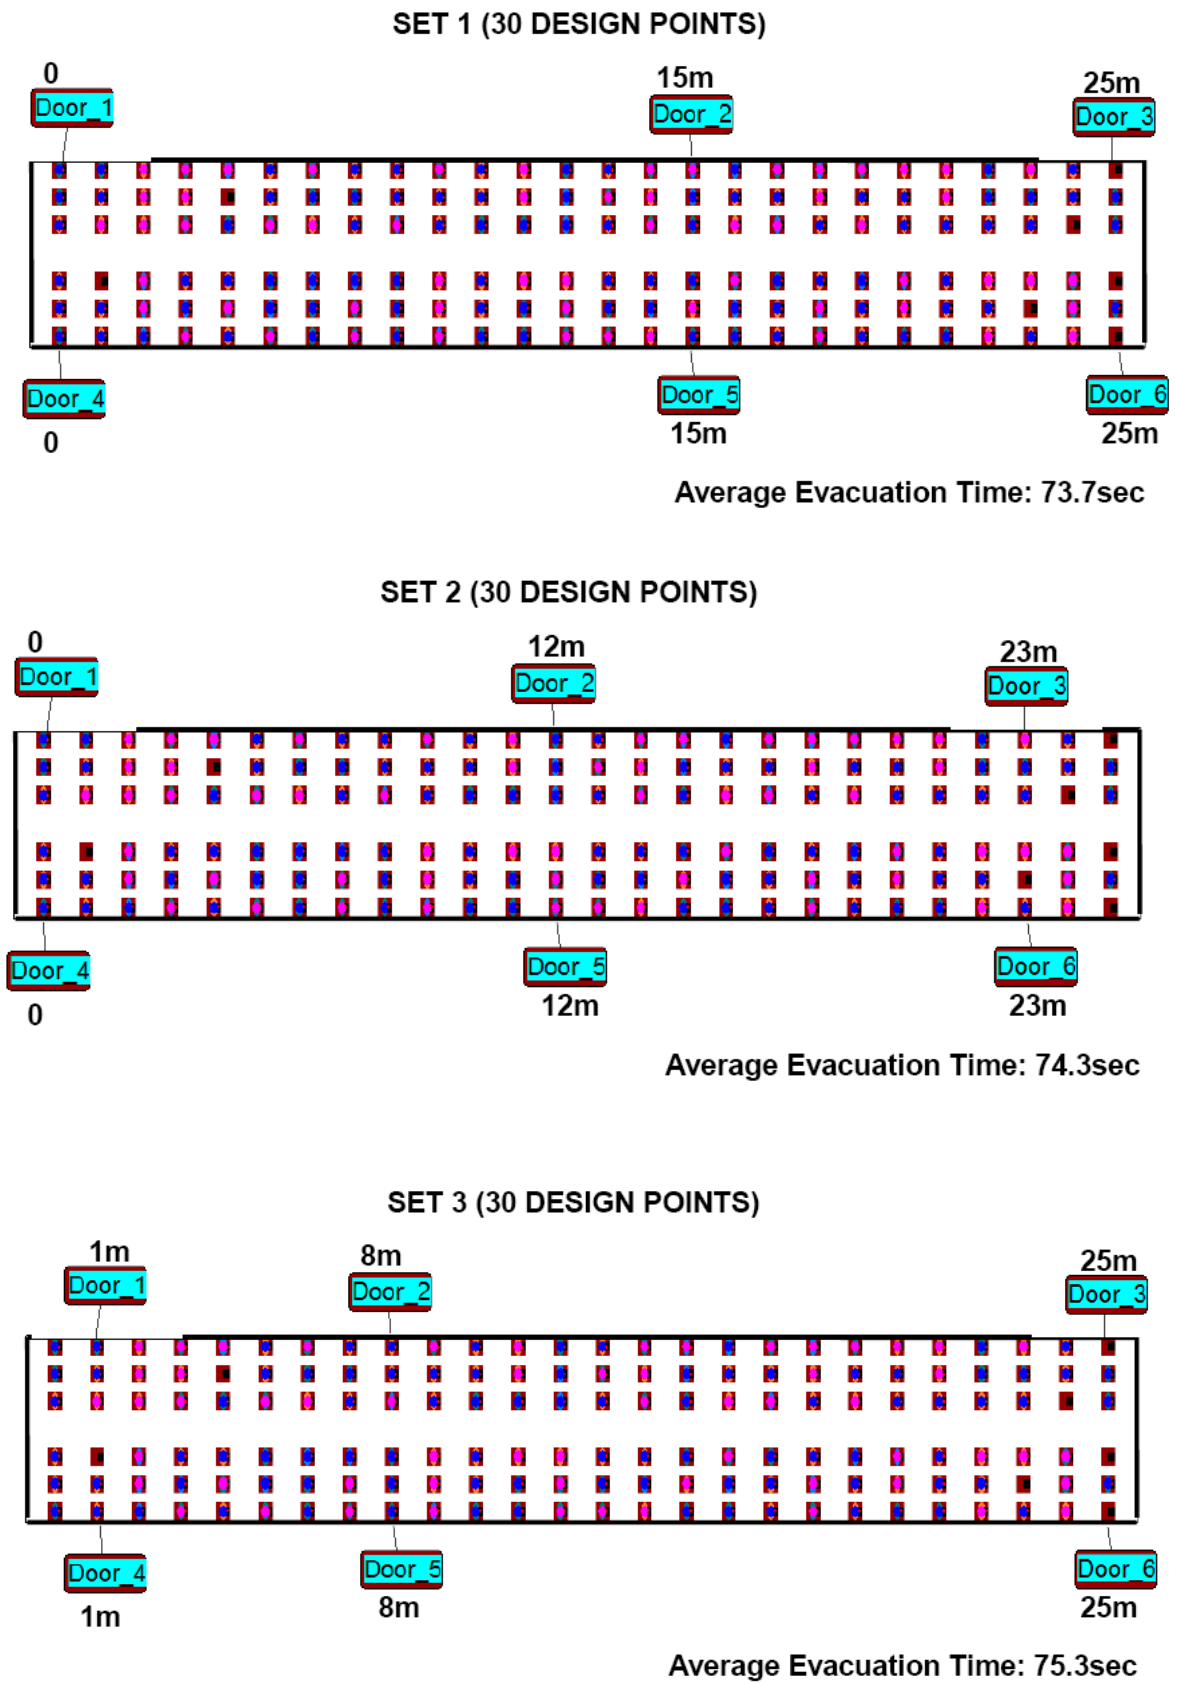 SET 1 (30 DESIGN POINTS)
0 15m 25m
Door_1 Door_2 Door_3
Door_4 Door_5 Door_6
0 15m 25m
Average Evacuation Time: 73.7sec
SET 2 (30 DESIGN POINTS)
0 12m 23m
Door_1 Door_2 Door_3
Door_4 Door_5 Door_6
0 12m 23m
Average Evacuation Time: 74.3sec
SET 3 (30 DESIGN POINTS)
1m 8m 25m
Door_1 Door_2 Door_3
Door_4 Door_5 Door_6
1m 8m 25m
Average Evacuation Time: 75.3sec